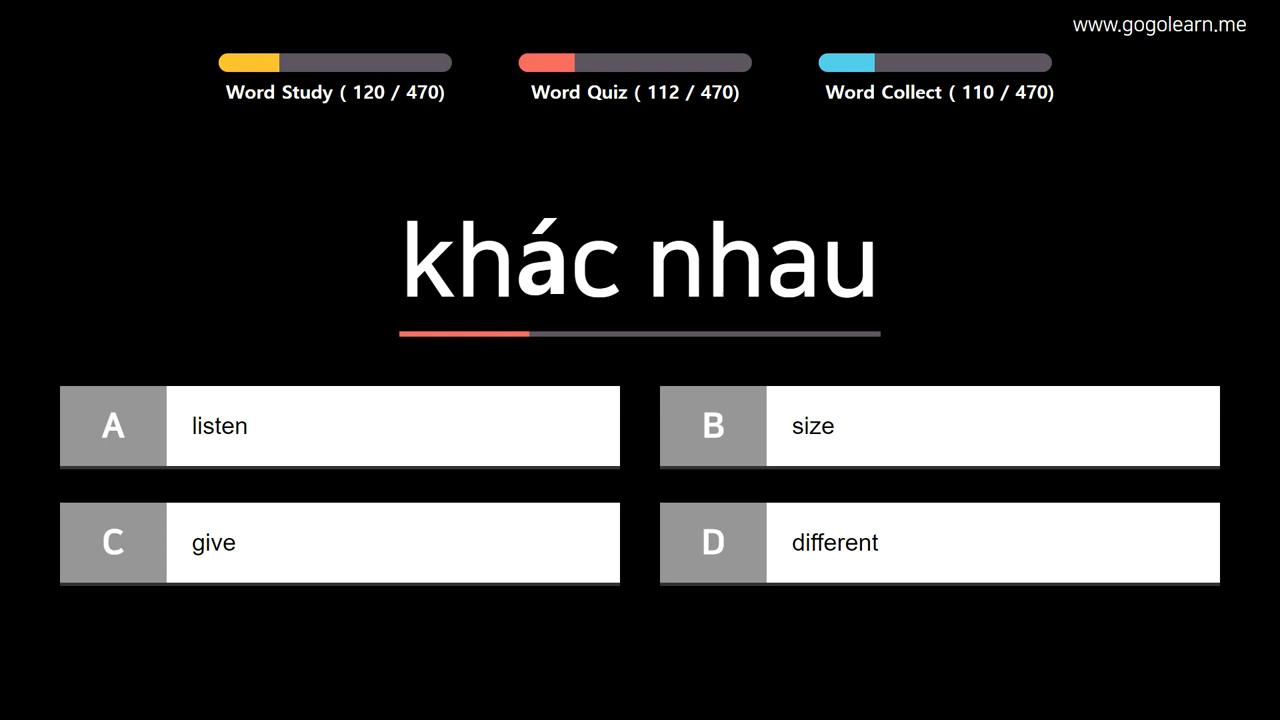 www.gogolearn.me
Word Study ( 120 / 470)
Word Quiz ( 112 / 470)
Word Collect ( 110 / 470)
khác nhau
A listen
B size
C give
D different